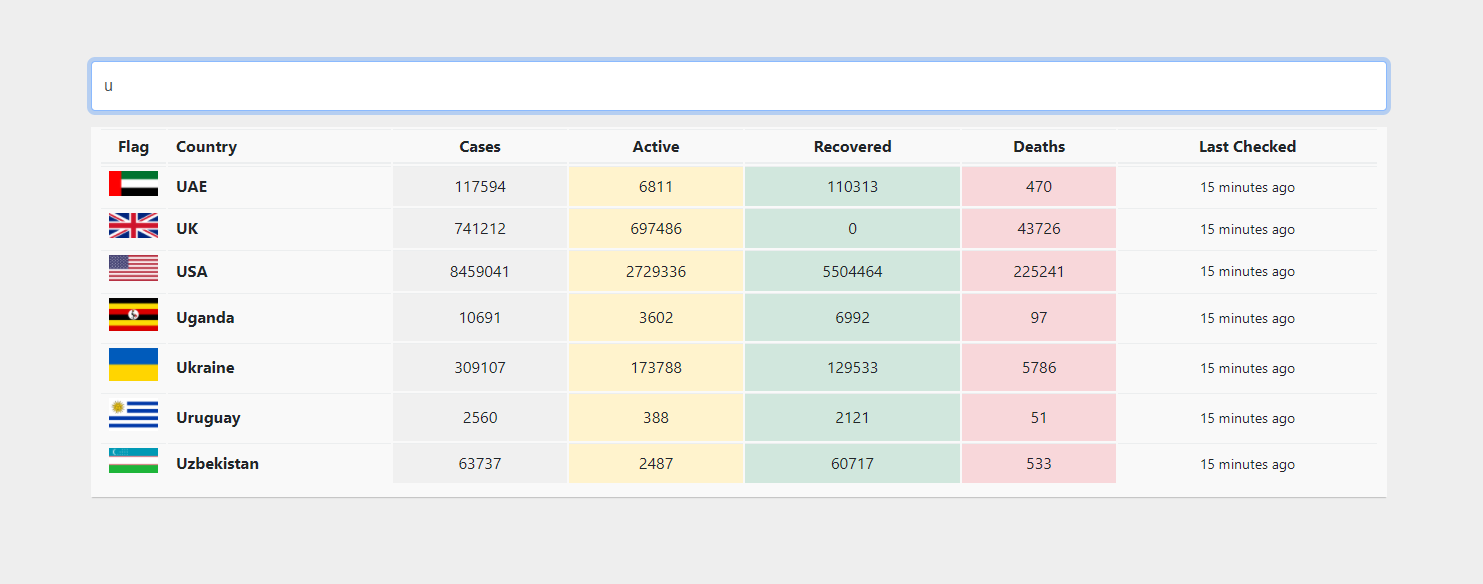 u
Flag Country Cases Active Recovered Deaths Last Checked
UAE 117594 6811 110313 470 15 minutes ago
UK 741212 697486 0 43726 15 minutes ago
USA 8459041 2729336 5504464 225241 15 minutes ago
Uganda 10691 3602 6992 97 15 minutes ago
Ukraine 309107 173788 129533 5786 15 minutes ago
Uruguay 2560 388 2121 51 15 minutes ago
Uzbekistan 63737 2487 60717 533 15 minutes ago